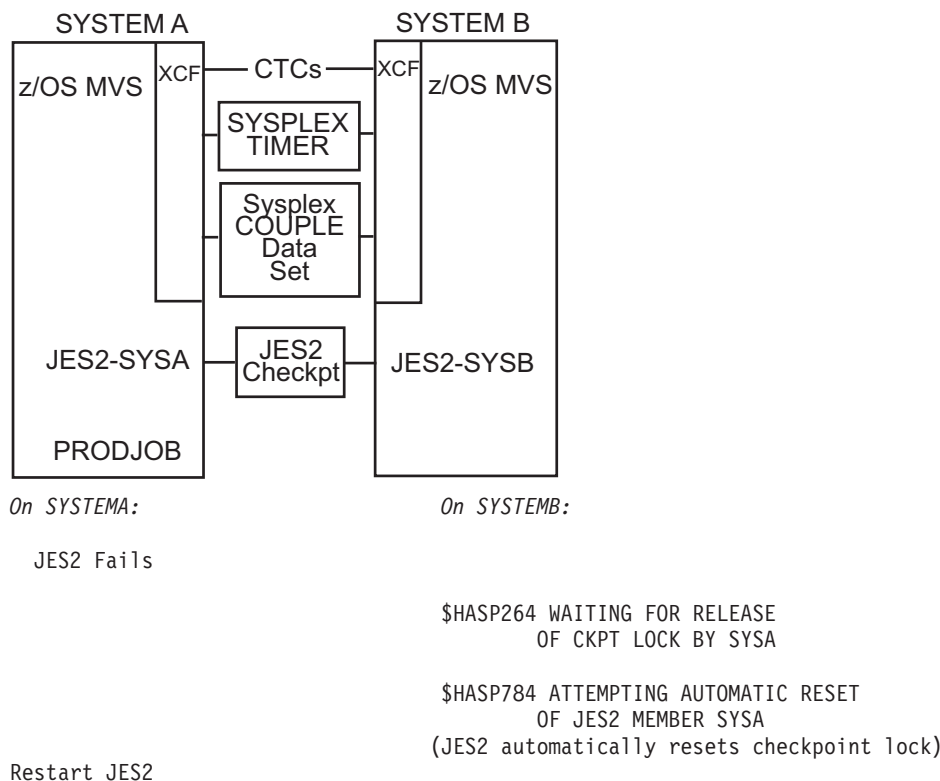 SYSTEM A
SYSTEM B
z/OS MVS
XCF
CTCs
XCF
z/OS MVS
SYSPLEX
TIMER
Sysplex
COUPLE
Data
Set
JES2-SYSA
JES2
Checkpt
JES2-SYSB
PRODJOB
On SYSTEMA:
On SYSTEMB:
JES2 Fails
$HASP264 WAITING FOR RELEASE
OF CKPT LOCK BY SYSA
$HASP784 ATTEMPTING AUTOMATIC RESET
OF JES2 MEMBER SYSA
(JES2 automatically resets checkpoint lock)
Restart JES2